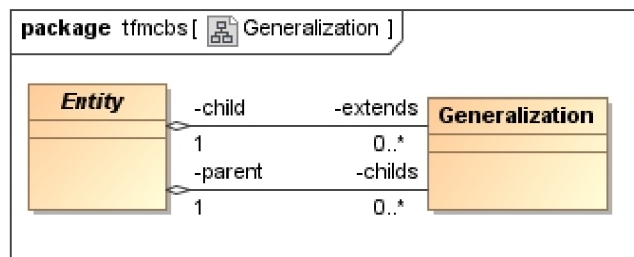 package tfmcbs[ Generalization ]
Entity
-child
-extends
Generalization
1
0..*
-parent
-childs
1
0..*